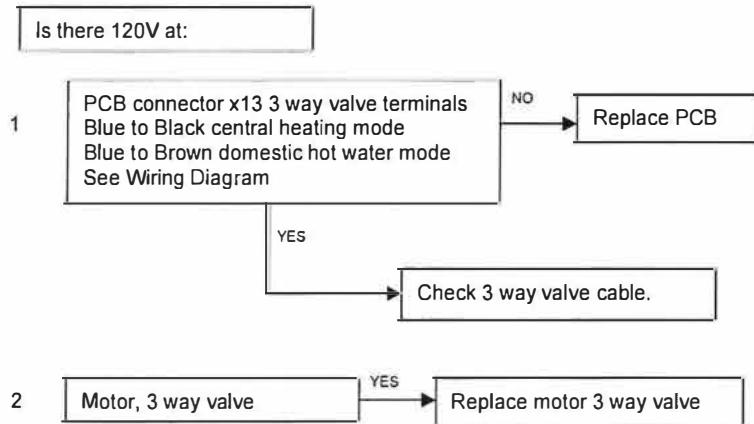 Is there 120V at:
1
PCB connector x13 3 way valve terminals
Blue to Black central heating mode
Blue to Brown domestic hot water mode
See Wiring Diagram
NO
Replace PCB
YES
Check 3 way valve cable.
2
Motor, 3 way valve
YES
Replace motor 3 way valve